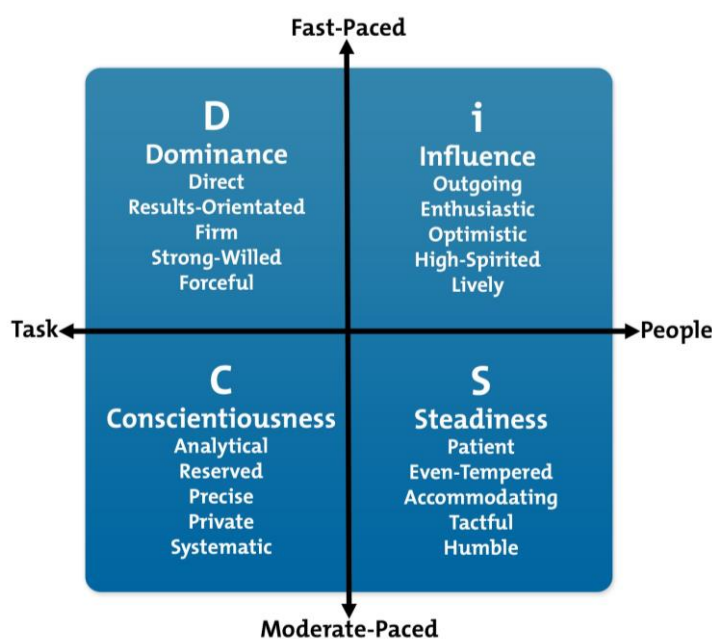 Fast-Paced
D
Dominance
Direct
Results-Orientated
Firm
Strong-Willed
Forceful
i
Influence
Outgoing
Enthusiastic
Optimistic
High-Spirited
Lively
Task
People
C
Conscientiousness
Analytical
Reserved
Precise
Private
Systematic
S
Steadiness
Patient
Even-Tempered
Accommodating
Tactful
Humble
Moderate-Paced